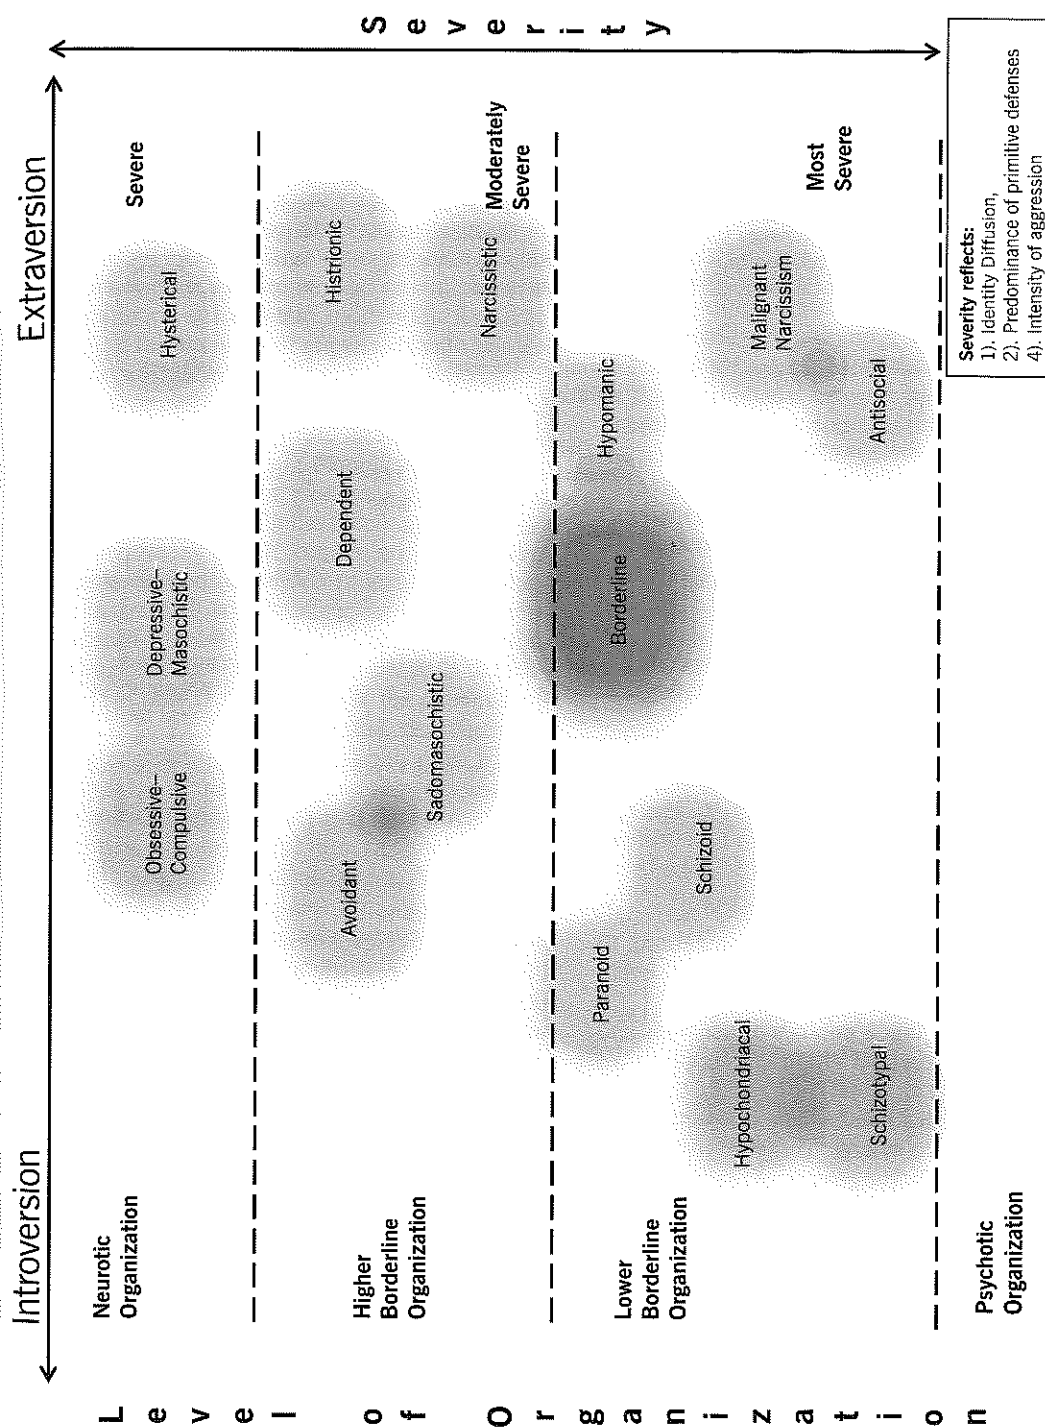 Introversion
Extraversion
Level of Organization
Severity
Neurotic
Organization
Severe
Obsessive–
Compulsive
Depressive–
Masochistic
Hysterical
Higher
Borderline
Organization
Moderately
Severe
Avoidant
Sadomasochistic
Dependent
Histrionic
Narcissistic
Lower
Borderline
Organization
Most
Severe
Paranoid
Schizoid
Borderline
Hypomanic
Malignant
Narcissism
Antisocial
Hypochondriacal
Schizotypal
Psychotic
Organization
Severity reflects:
1). Identity Diffusion,
2). Predominance of primitive defenses
4). Intensity of aggression